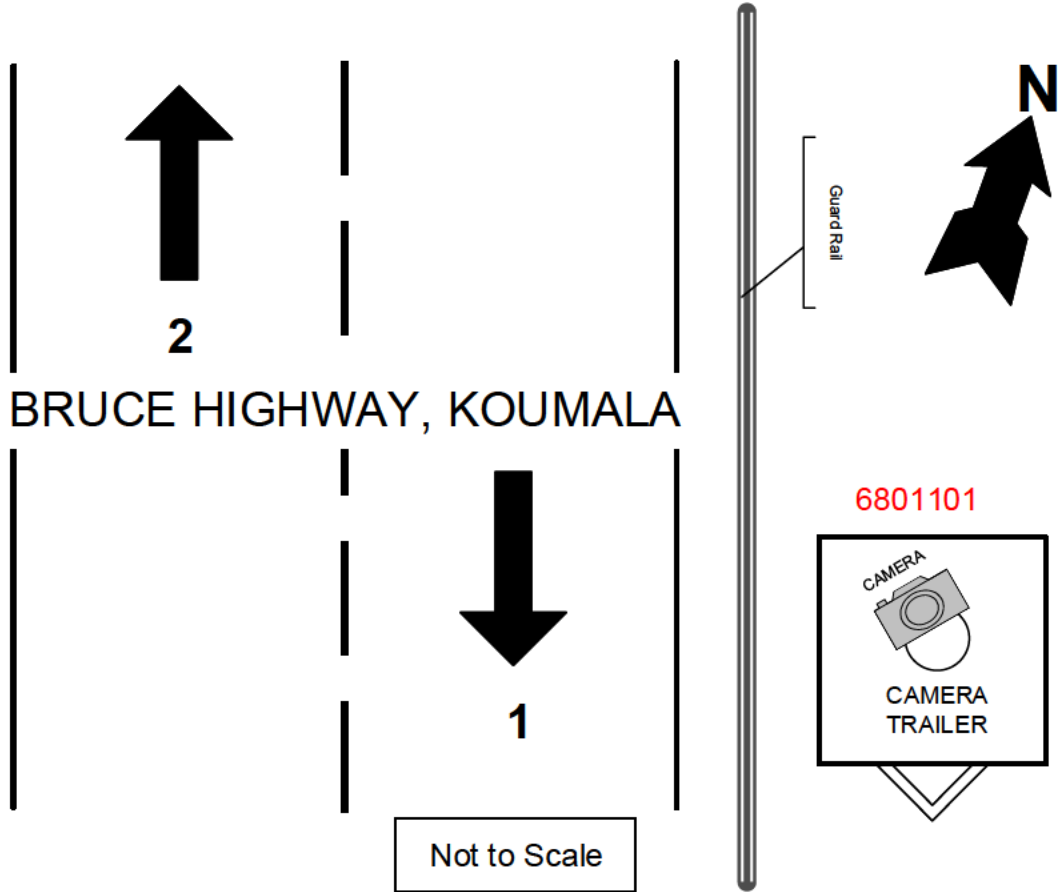 N
Guard Rail
2
BRUCE HIGHWAY, KOUMALA
6801101
CAMERA
CAMERA
TRAILER
1
Not to Scale